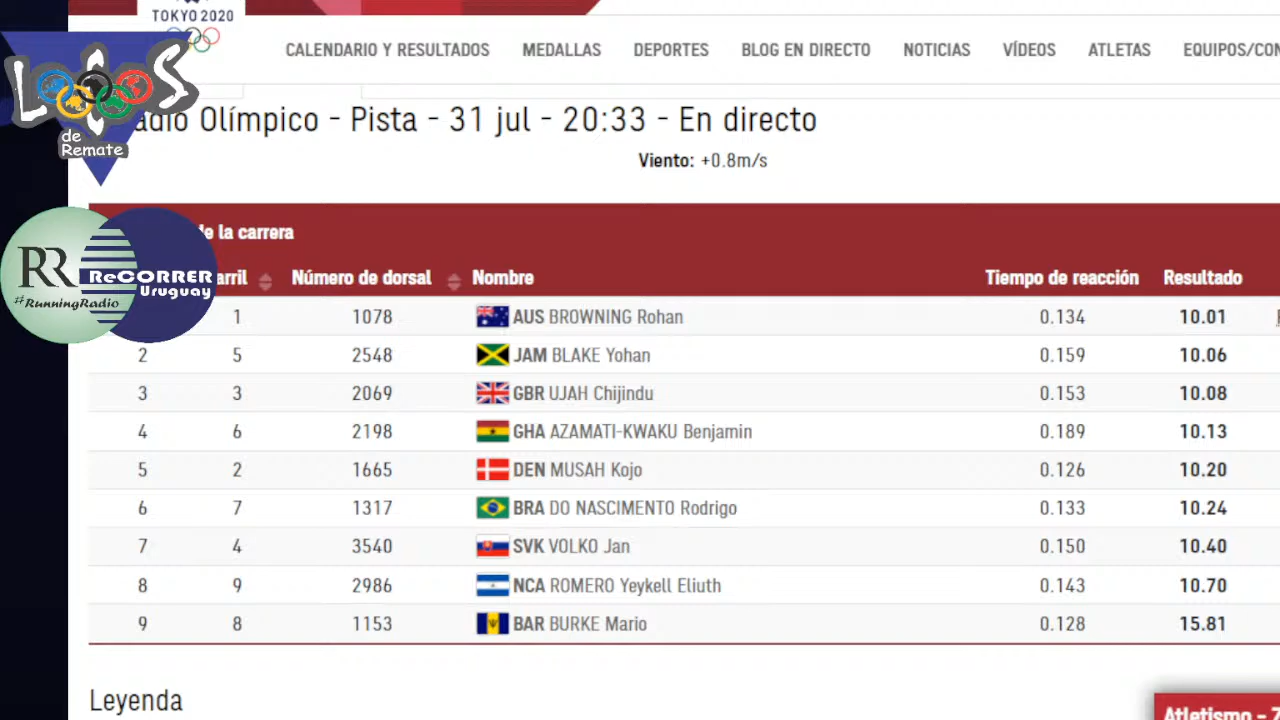 TOKYO 2020
CALENDARIO Y RESULTADOS MEDALLAS DEPORTES BLOG EN DIRECTO NOTICIAS VÍDEOS ATLETAS
LOCOS
de
Remate
Olímpico - Pista - 31 jul - 20:33 - En directo
Viento: +0.8m/s
de la carrera
RR
#RunningRadio
ReCORRER
Uruguay
Número de dorsal Nombre Tiempo de reacción Resultado
1 1078 AUS BROWNING Rohan 0.134 10.01
2 5 2548 JAM BLAKE Yohan 0.159 10.06
3 3 2069 GBR UJAH Chijindu 0.153 10.08
4 6 2198 GHA AZAMATI-KWAKU Benjamin 0.189 10.13
5 2 1665 DEN MUSAH Kojo 0.126 10.20
6 7 1317 BRA DO NASCIMENTO Rodrigo 0.133 10.24
7 4 3540 SVK VOLKO Jan 0.150 10.40
8 9 2986 NCA ROMERO Yeykell Eliuth 0.143 10.70
9 8 1153 BAR BURKE Mario 0.128 15.81
Leyenda
Atletismo -